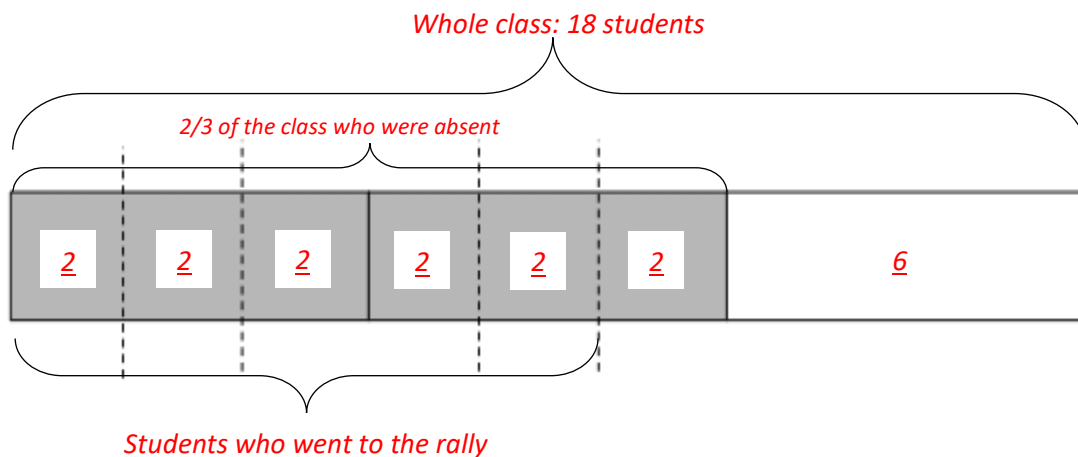 Whole class: 18 students
2/3 of the class who were absent
2 2 2 2 2 2 6
Students who went to the rally